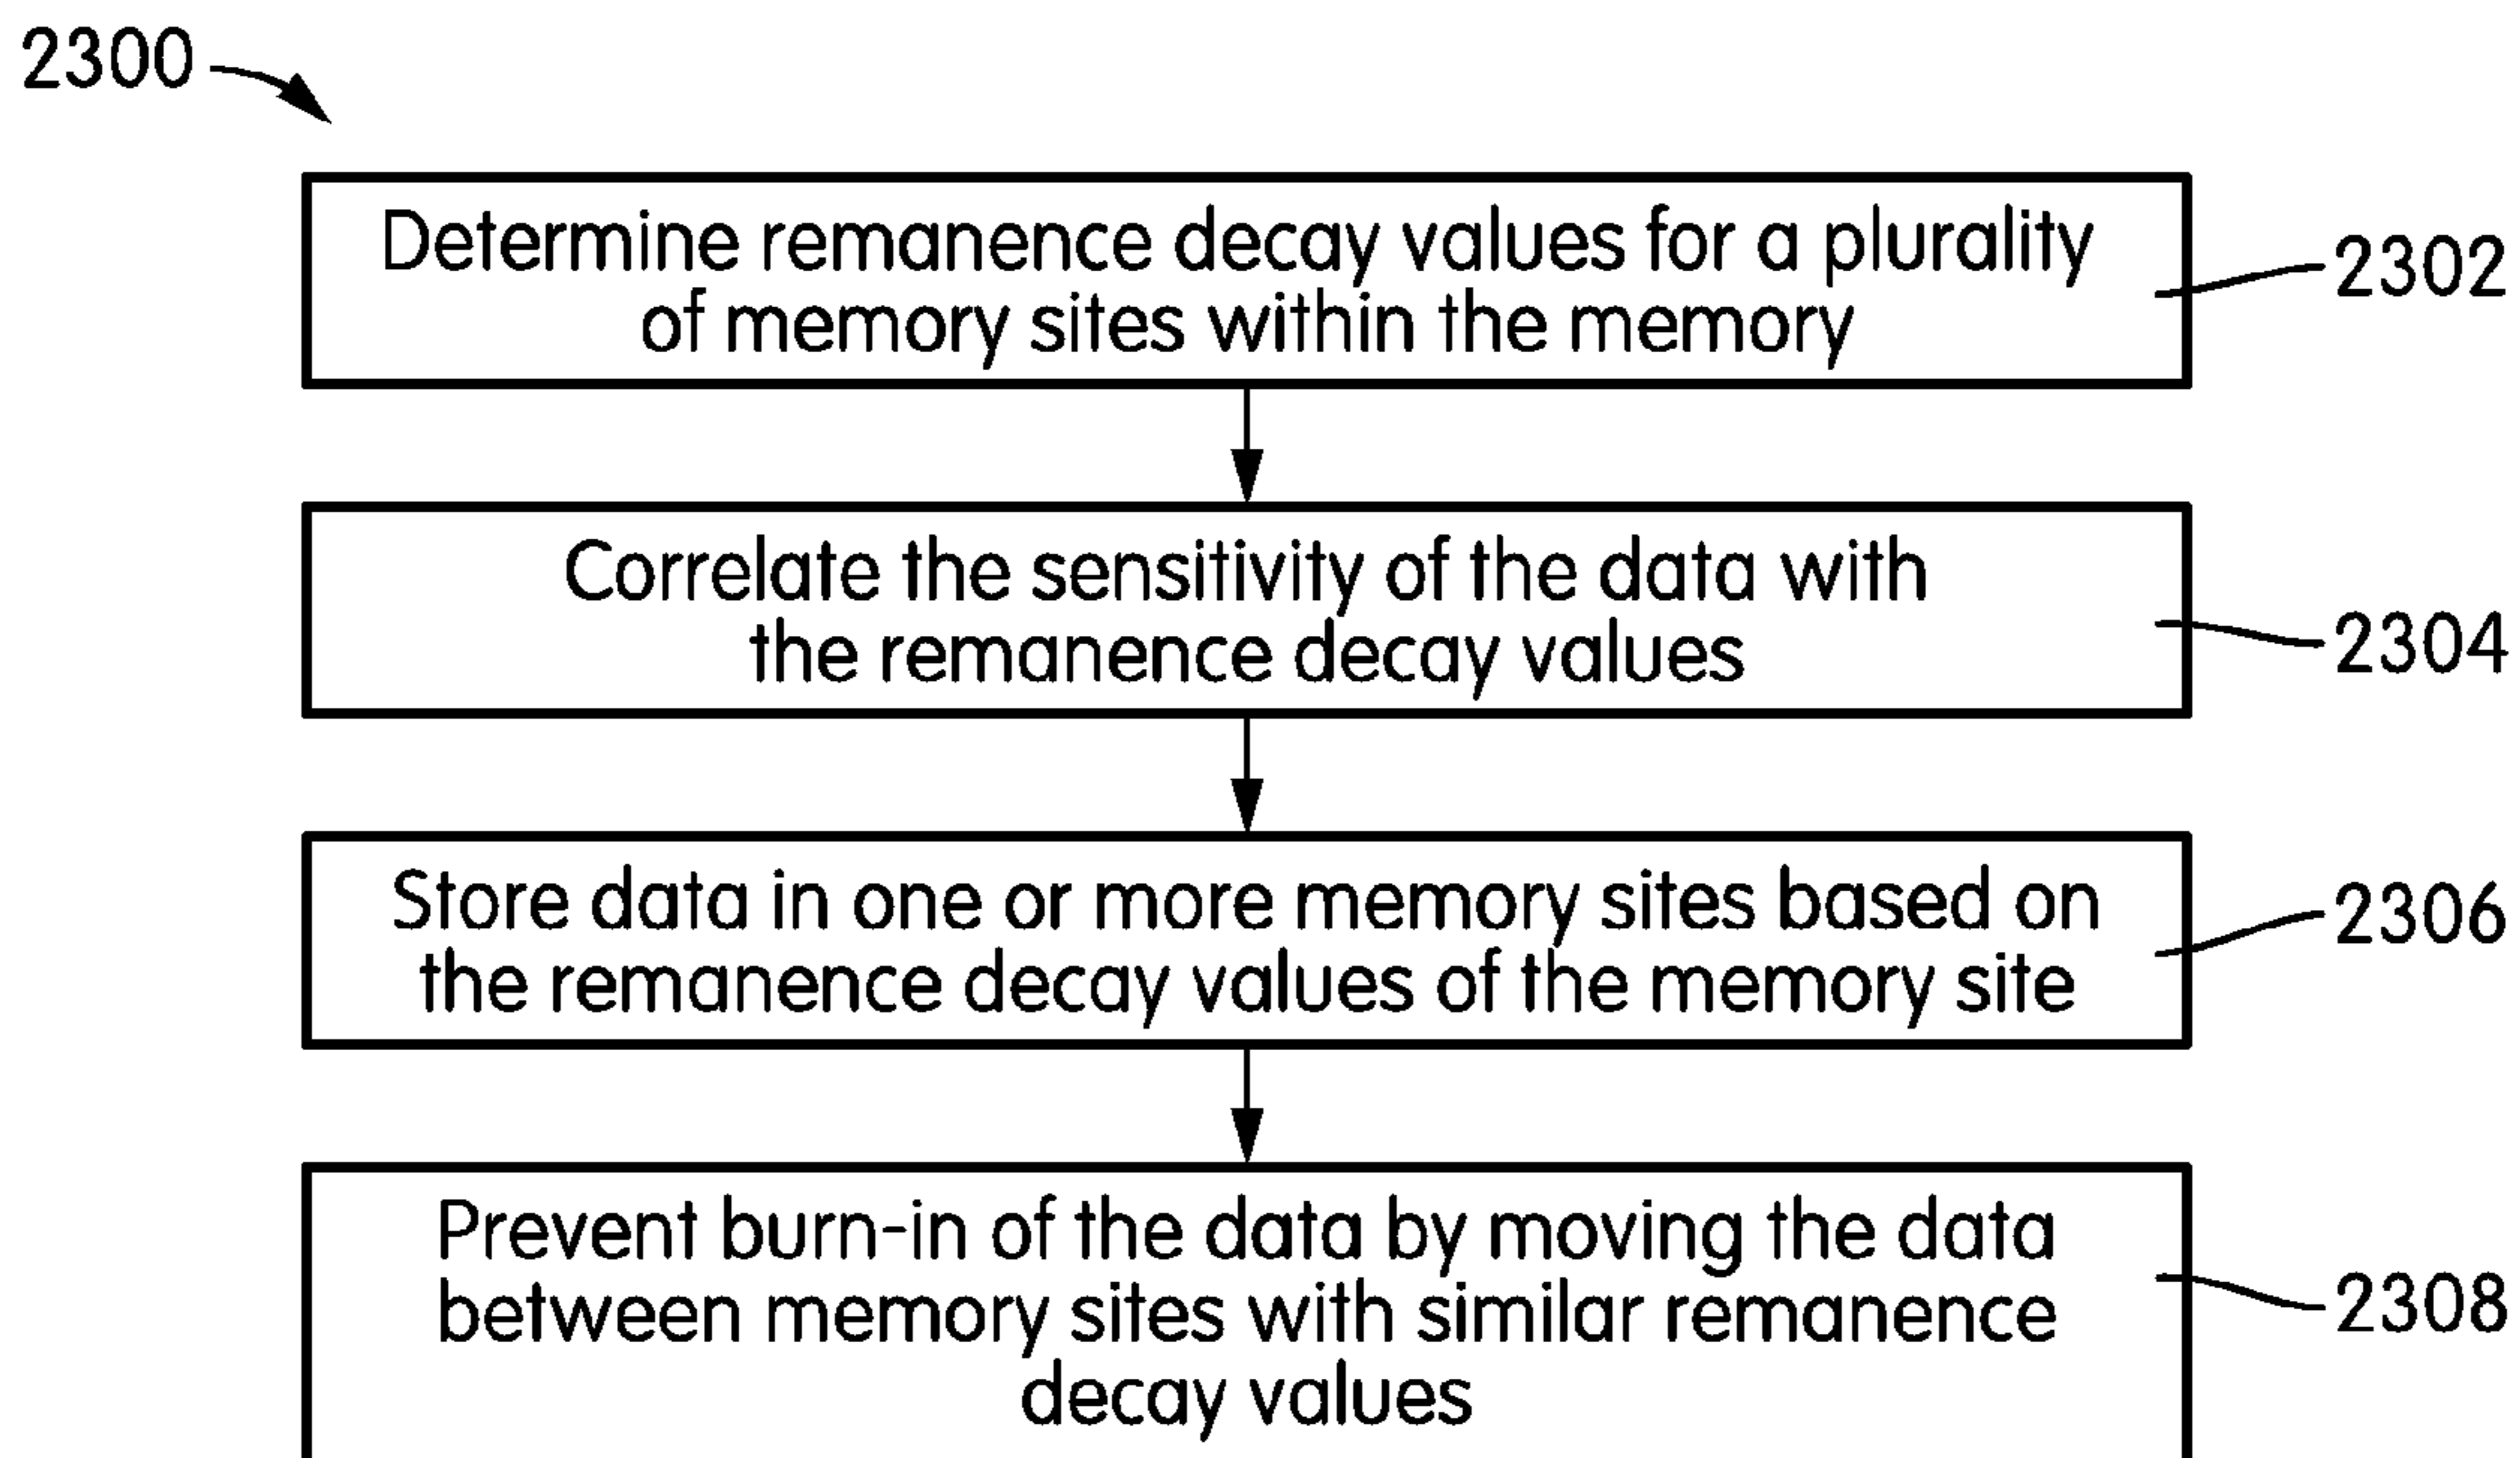 2300
Determine remanence decay values for a plurality
of memory sites within the memory
2302
Correlate the sensitivity of the data with
the remanence decay values
2304
Store data in one or more memory sites based on
the remanence decay values of the memory site
2306
Prevent burn-in of the data by moving the data
between memory sites with similar remanence
decay values
2308